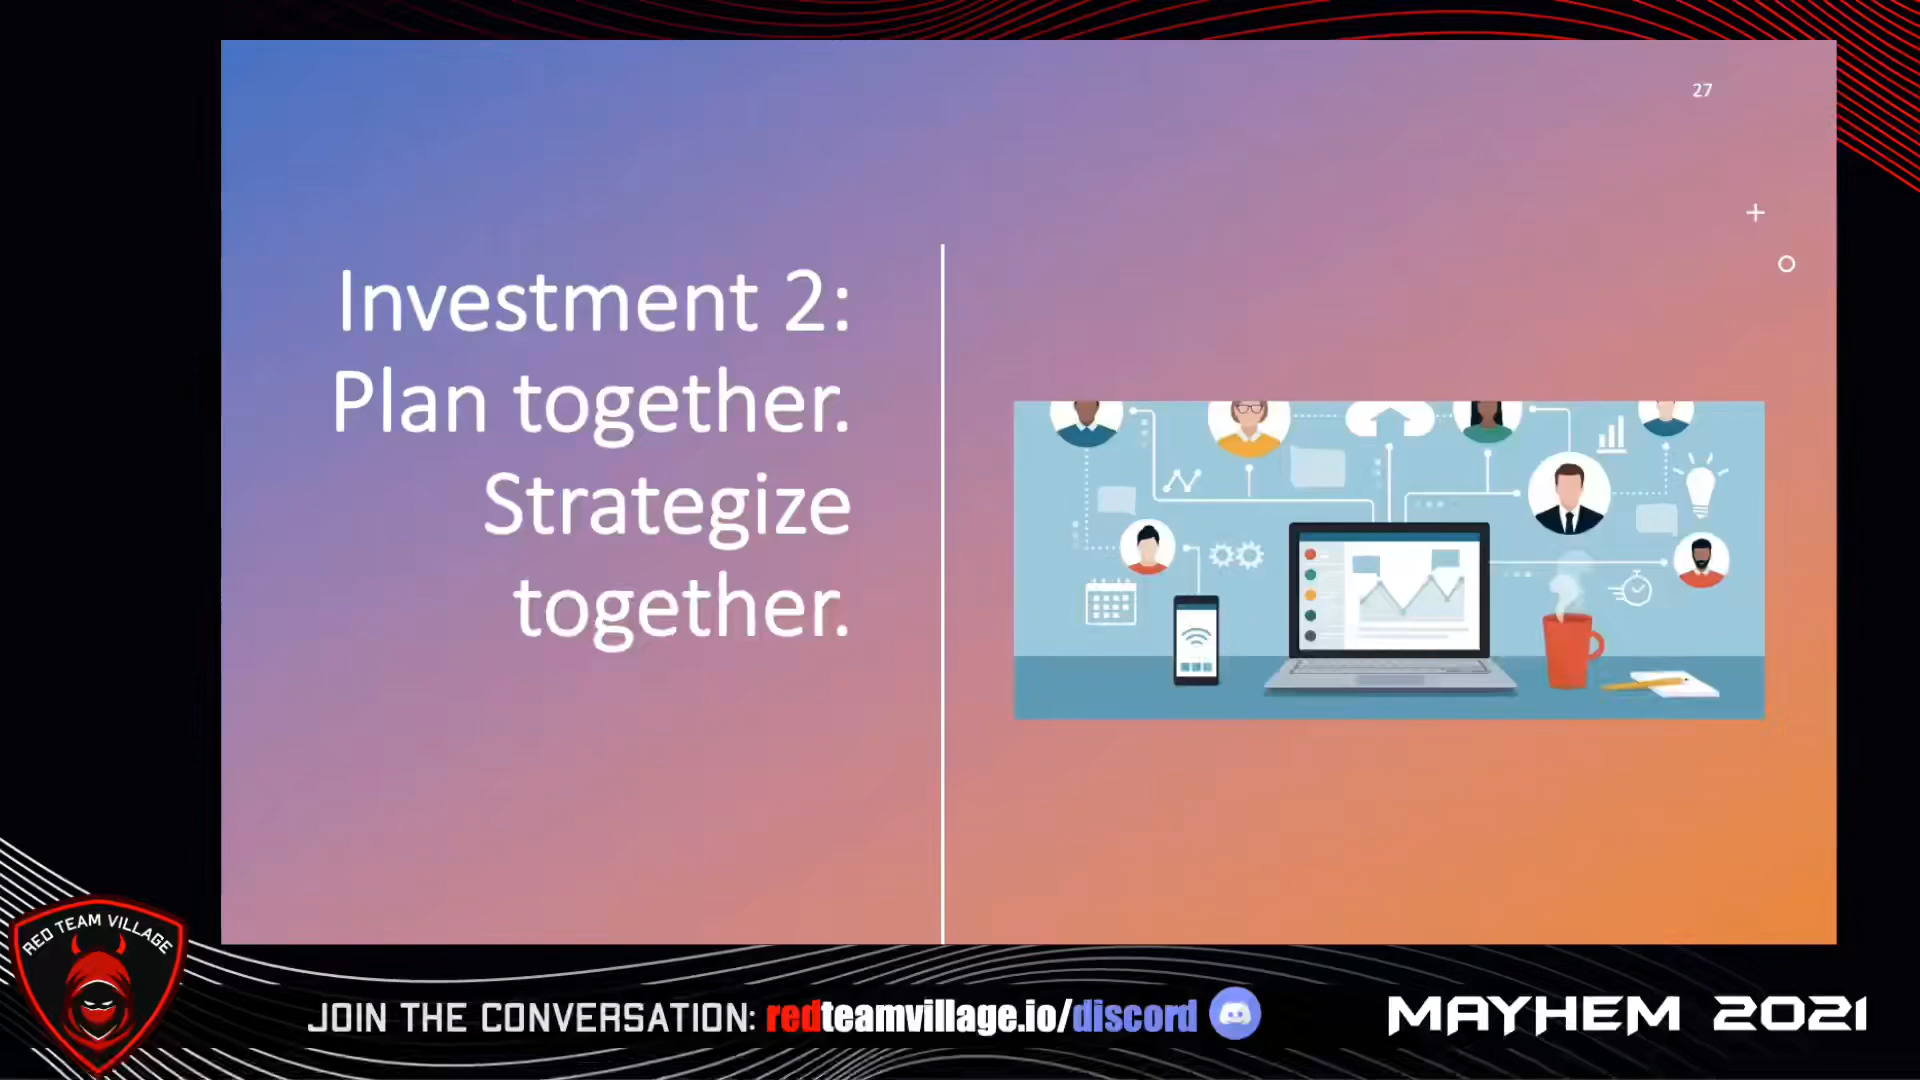 27
Investment 2:
Plan together.
Strategize
together.
RED TEAM VILLAGE
JOIN THE CONVERSATION: redteamvillage.io/discord
MAYHEM 2021